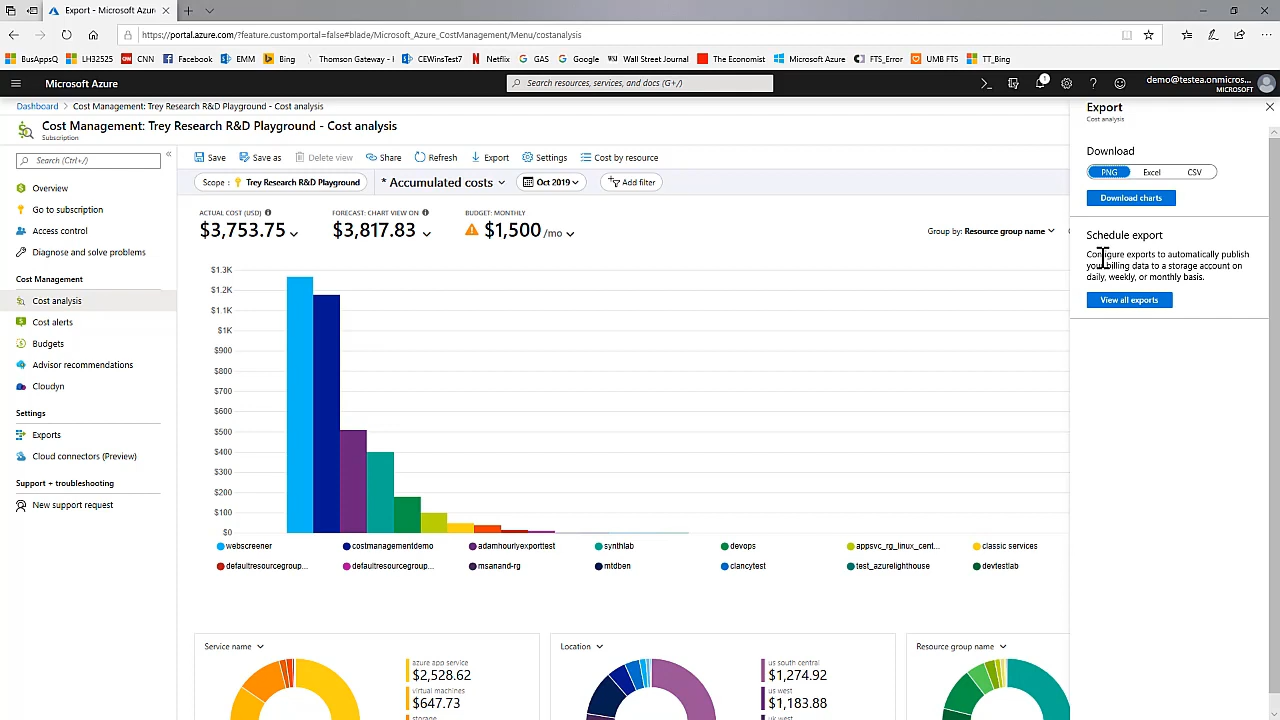 Export - Microsoft Azure
https://portal.azure.com/?feature.customportal=false#blade/Microsoft_Azure_CostManagement/Menu/costanalysis
BusAppsQ LH32525 CNN Facebook EMM Bing Thomson Gateway - CEWinsTest7 Netflix GAS Google Wall Street Journal The Economist Microsoft Azure FTS_Error UMB FTS TT_Bing
Microsoft Azure
Search resources, services, and docs (G+/)
1
demo@testea.onmicros...
MICROSOFT
Dashboard > Cost Management: Trey Research R&D Playground - Cost analysis
Cost Management: Trey Research R&D Playground - Cost analysis
Subscription
Search (Ctrl+/)
Overview
Go to subscription
Access control
Diagnose and solve problems
Cost Management
Cost analysis
Cost alerts
Budgets
Advisor recommendations
Cloudyn
Settings
Exports
Cloud connectors (Preview)
Support + troubleshooting
New support request
Save Save as Delete view Share Refresh Export Settings Cost by resource
Scope : Trey Research R&D Playground * Accumulated costs Oct 2019 Add filter
ACTUAL COST (USD) FORECAST: CHART VIEW ON BUDGET: MONTHLY
$3,753.75 $3,817.83 $1,500 /mo
Group by: Resource group name
$1.3K
$1.2K
$1.1K
$1K
$900
$800
$700
$600
$500
$400
$300
$200
$100
$0
webscreener costmanagementdemo adamhourlyexporttest synthlab devops appsvc_rg_linux_cent... classic services
defaultresourcegroup... defaultresourcegroup... msanand-rg mtdben clancytest test_azurelighthouse devtestlab
Service name
azure app service
$2,528.62
virtual machines
$647.73
storage
Location
us south central
$1,274.92
us west
$1,183.88
uk west
Resource group name
Export
Cost analysis
Download
PNG Excel CSV
Download charts
Schedule export
Configure exports to automatically publish
your billing data to a storage account on
daily, weekly, or monthly basis.
View all exports